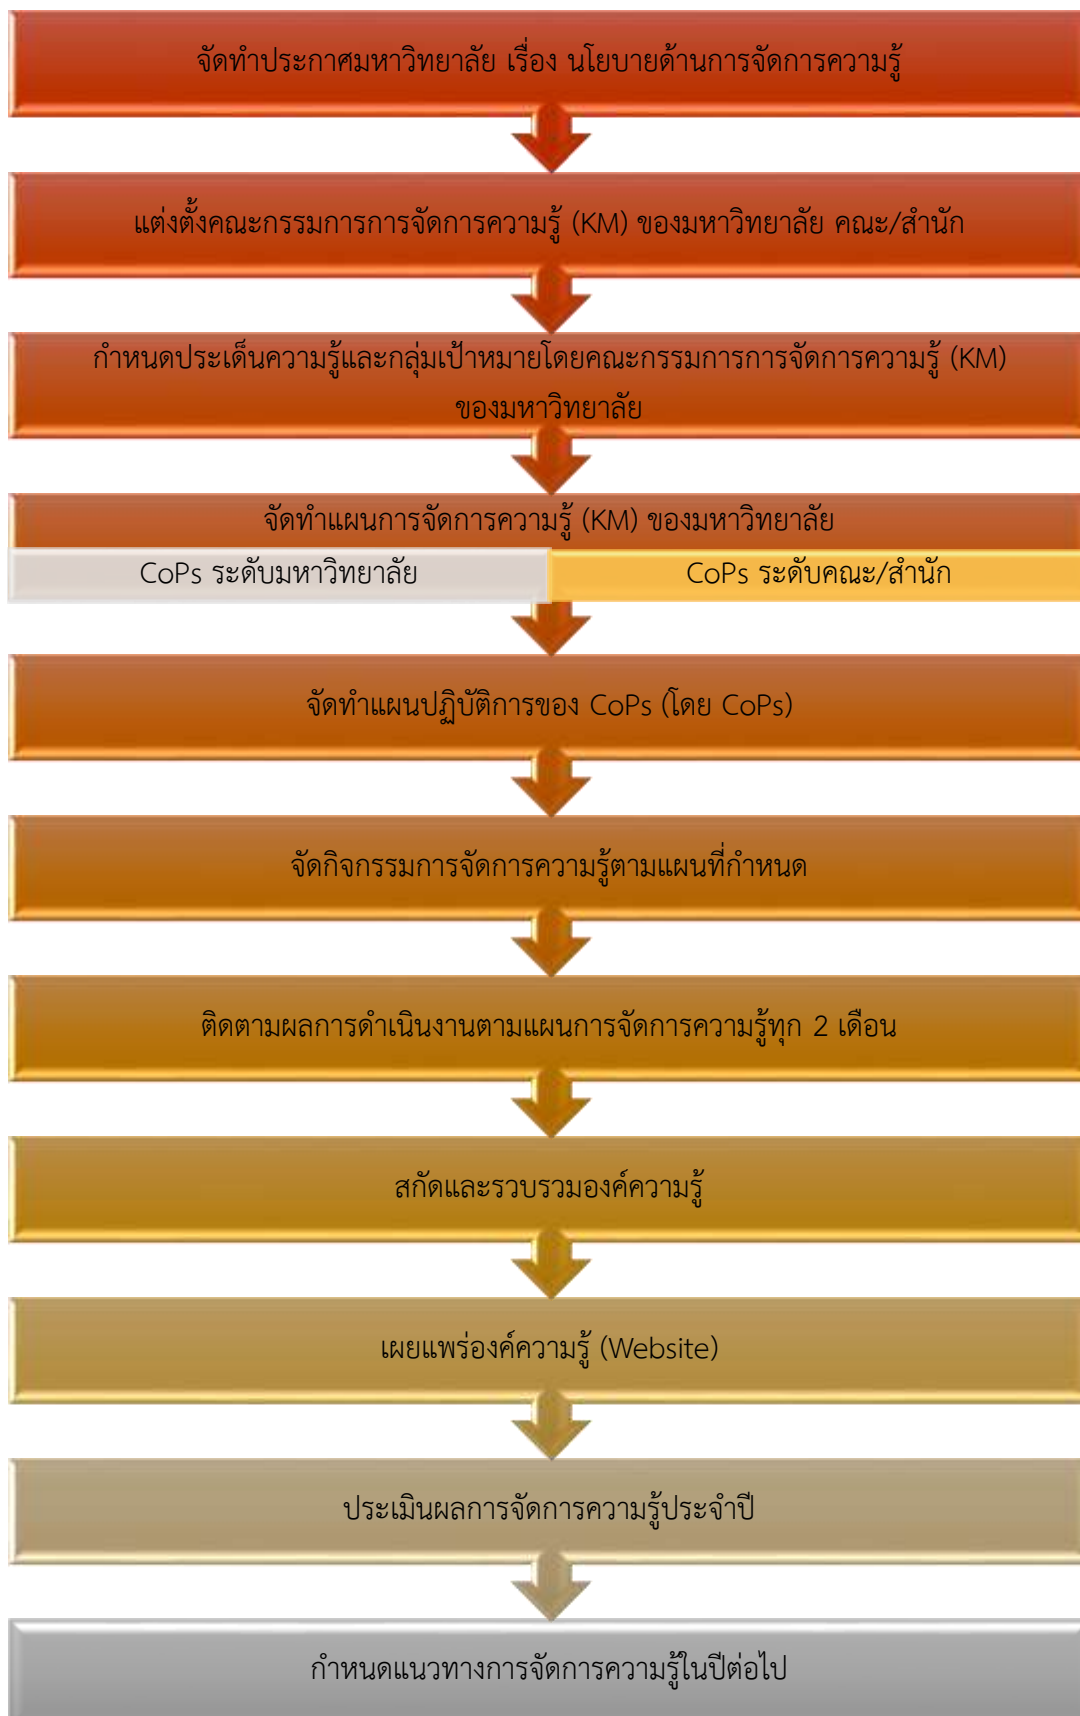 จัดทำประกาศมหาวิทยาลัย เรื่อง นโยบายด้านการจัดการความรู้
แต่งตั้งคณะกรรมการการจัดการความรู้ (KM) ของมหาวิทยาลัย คณะ/สำนัก
กำหนดประเด็นความรู้และกลุ่มเป้าหมายโดยคณะกรรมการการจัดการความรู้ (KM)
ของมหาวิทยาลัย
จัดทำแผนการจัดการความรู้ (KM) ของมหาวิทยาลัย
CoPs ระดับมหาวิทยาลัย
CoPs ระดับคณะ/สำนัก
จัดทำแผนปฏิบัติการของ CoPs (โดย CoPs)
จัดกิจกรรมการจัดการความรู้ตามแผนที่กำหนด
ติดตามผลการดำเนินงานตามแผนการจัดการความรู้ทุก 2 เดือน
สกัดและรวบรวมองค์ความรู้
เผยแพร่องค์ความรู้ (Website)
ประเมินผลการจัดการความรู้ประจำปี
กำหนดแนวทางการจัดการความรู้ในปีต่อไป